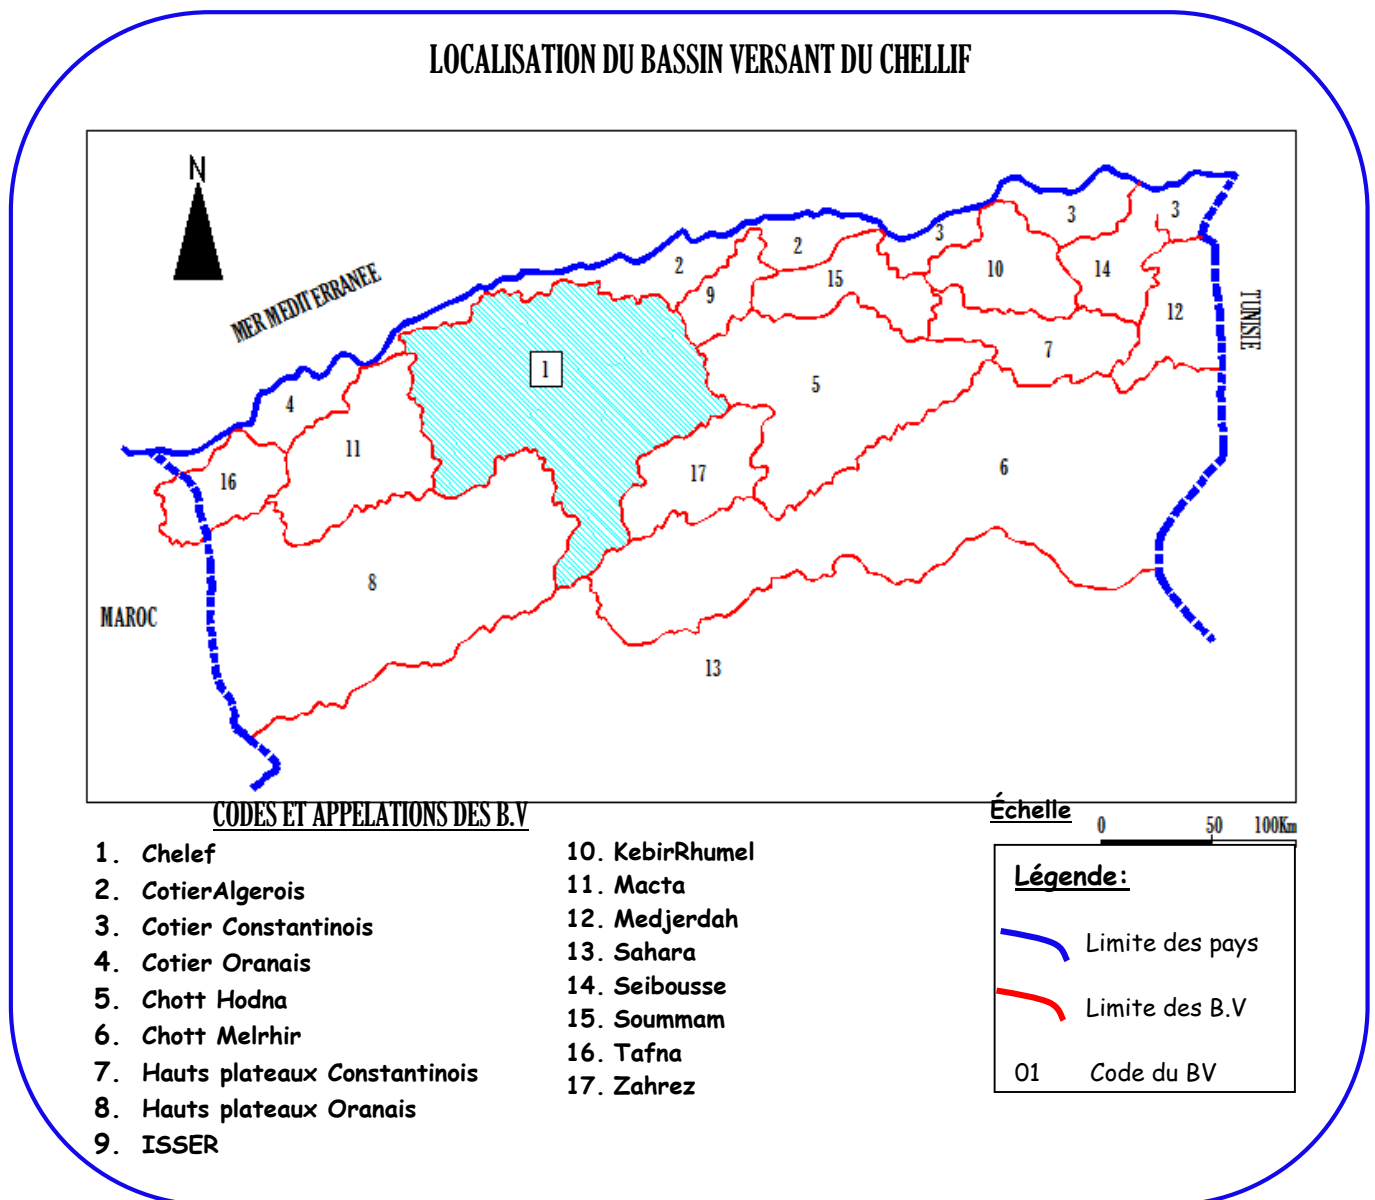 LOCALISATION DU BASSIN VERSANT DU CHELLIF
N
MER MEDITERRANEE
3
3
2
3
2
10
14
15
9
12
TUNISIE
7
1
5
4
11
17
6
16
8
MAROC
13
CODES ET APPELATIONS DES B.V
1. Chelef
2. CotierAlgerois
3. Cotier Constantinois
4. Cotier Oranais
5. Chott Hodna
6. Chott Melrhir
7. Hauts plateaux Constantinois
8. Hauts plateaux Oranais
9. ISSER
10. KebirRhumel
11. Macta
12. Medjerdah
13. Sahara
14. Seibousse
15. Soummam
16. Tafna
17. Zahrez
Échelle
0 50 100Km
Légende:
Limite des pays
Limite des B.V
01 Code du BV